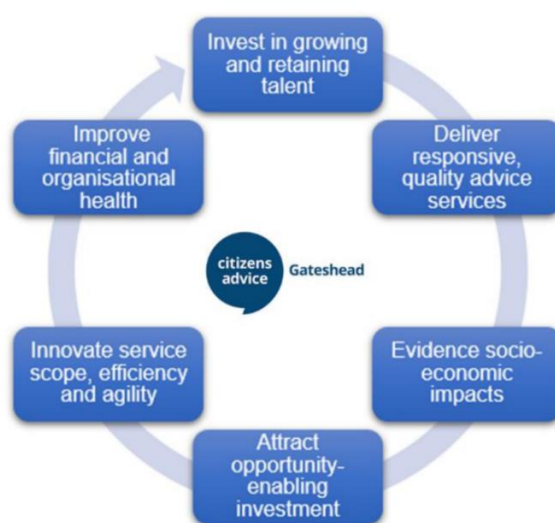 Invest in growing
and retaining
talent
Deliver
responsive,
quality advice
services
Evidence socio-
economic
impacts
Attract
opportunity-
enabling
investment
Innovate service
scope, efficiency
and agility
Improve
financial and
organisational
health
citizens
advice
Gateshead